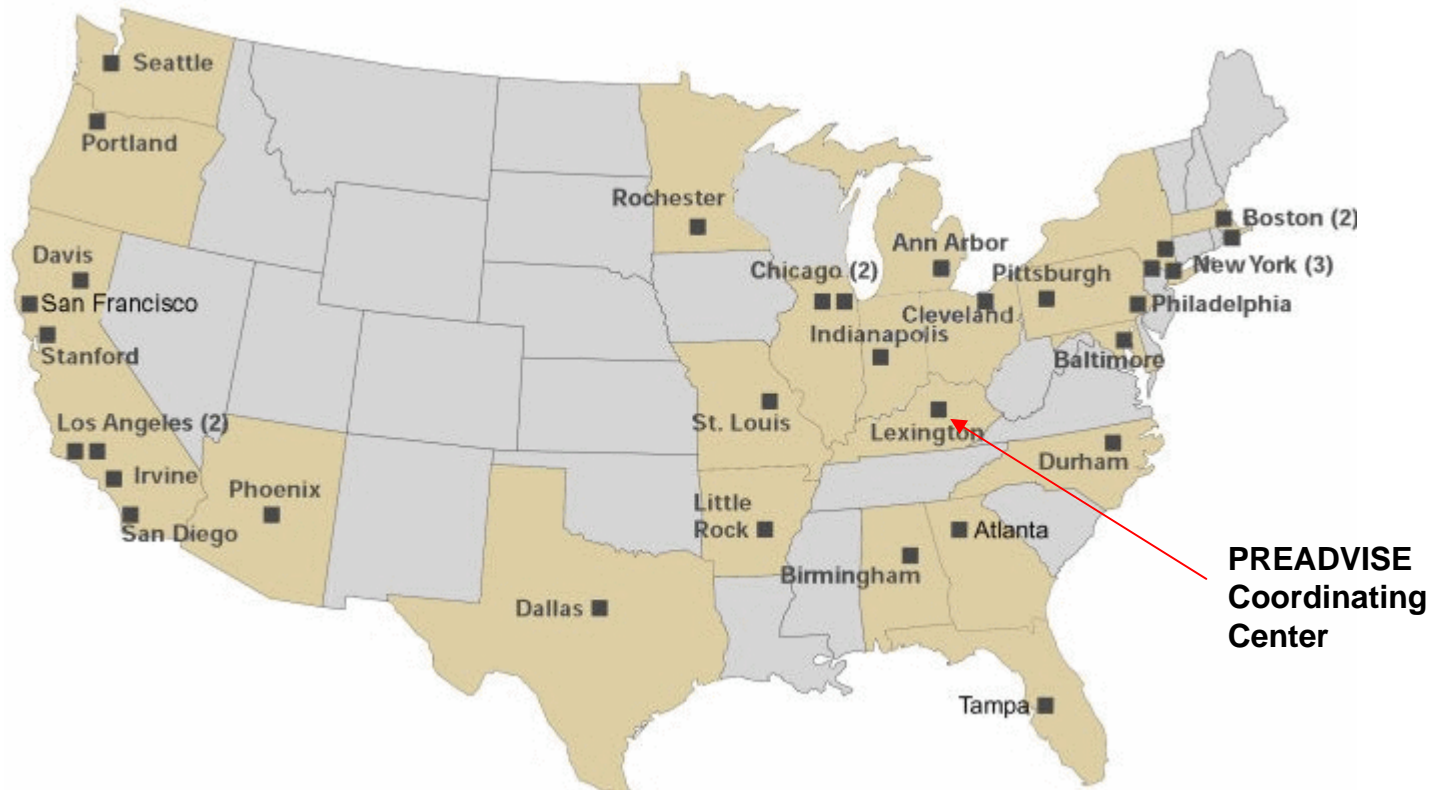 Seattle
Portland
Rochester
Boston (2)
Davis
Ann Arbor
Chicago (2)
Pittsburgh
New York (3)
San Francisco
Cleveland
Philadelphia
Indianapolis
Stanford
Baltimore
Los Angeles (2)
St. Louis
Lexington
Irvine
Phoenix
Durham
Little
Rock
San Diego
Atlanta
Birmingham
PREADVISE
Coordinating
Center
Dallas
Tampa